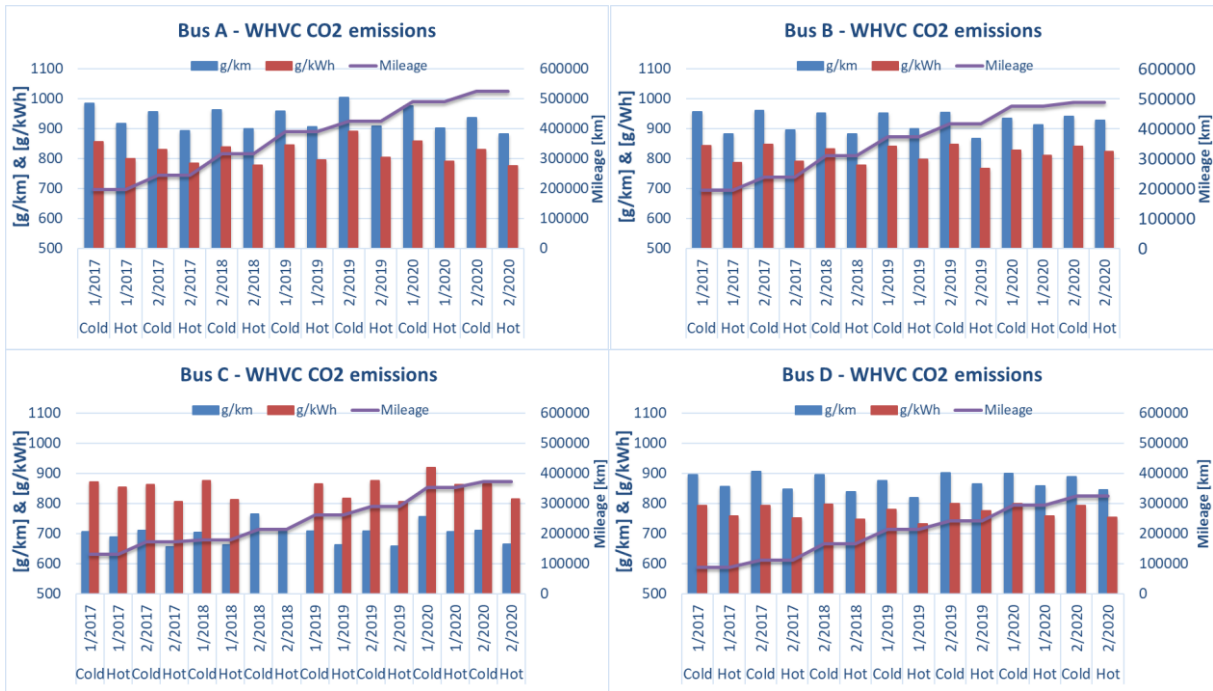 Bus A - WHVC CO2 emissions
g/km g/kWh Mileage
[g/km] & [g/kWh]
1100
1000
900
800
700
600
500
600000
500000
400000
300000
200000
100000
0
Mileage [km]
1/2017 1/2017 2/2017 2/2017 2/2018 2/2018 1/2019 1/2019 2/2019 2/2019 1/2020 1/2020 2/2020 2/2020
Cold Hot Cold Hot Cold Hot Cold Hot Cold Hot Cold Hot Cold Hot
Bus B - WHVC CO2 emissions
g/km g/kWh Mileage
[g/km] & [g/Wh]
1100
1000
900
800
700
600
500
600000
500000
400000
300000
200000
100000
0
Mileage [km]
1/2017 1/2017 2/2017 2/2017 2/2018 2/2018 1/2019 1/2019 2/2019 2/2019 1/2020 1/2020 2/2020 2/2020
Cold Hot Cold Hot Cold Hot Cold Hot Cold Hot Cold Hot Cold Hot
Bus C - WHVC CO2 emissions
g/km g/kWh Mileage
[g/km] & [g/kWh]
1100
1000
900
800
700
600
500
600000
500000
400000
300000
200000
100000
0
Mileage [km]
1/2017 1/2017 2/2017 2/2017 1/2018 1/2018 2/2018 2/2018 1/2019 1/2019 2/2019 2/2019 1/2020 1/2020 2/2020 2/2020
Cold Hot Cold Hot Cold Hot Cold Hot Cold Hot Cold Hot Cold Hot Cold Hot
Bus D - WHVC CO2 emissions
g/km g/kWh Mileage
[g/km] & [g/kWh]
1100
1000
900
800
700
600
500
600000
500000
400000
300000
200000
100000
0
Mileage [km]
1/2017 1/2017 2/2017 2/2017 2/2018 2/2018 1/2019 1/2019 2/2019 2/2019 1/2020 1/2020 2/2020 2/2020
Cold Hot Cold Hot Cold Hot Cold Hot Cold Hot Cold Hot Cold Hot